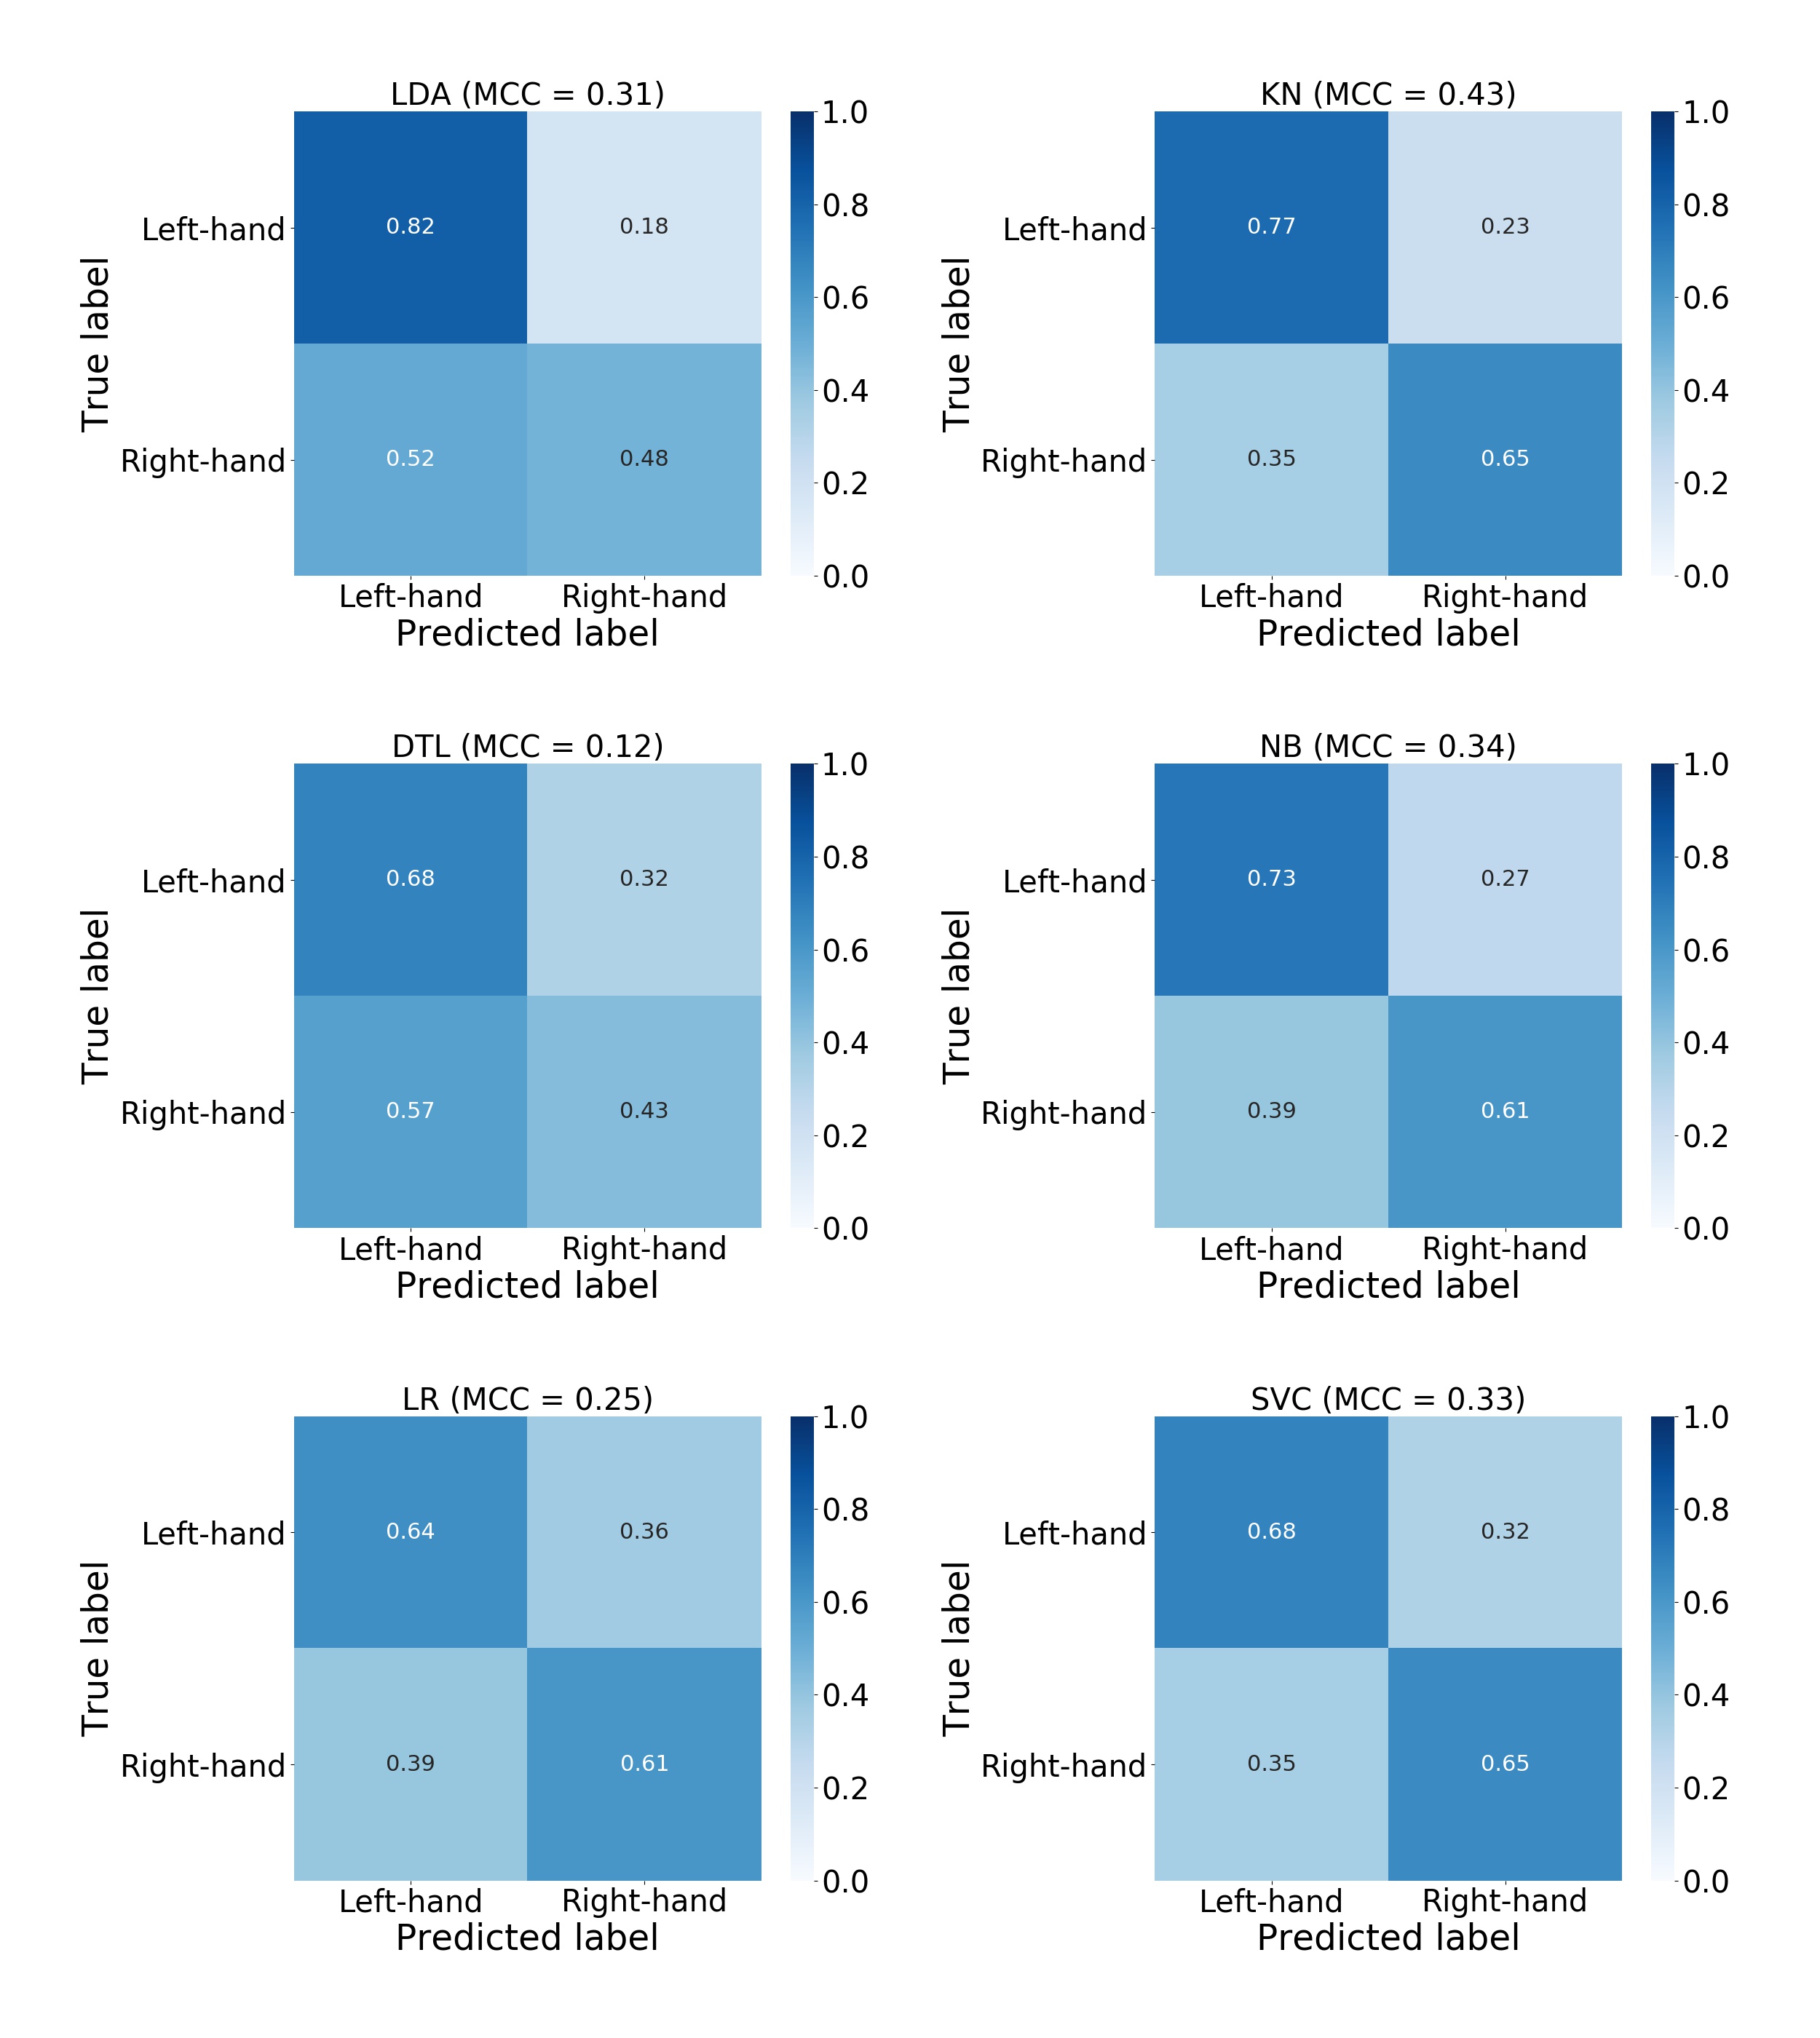 LDA (MCC = 0.31)
1.0
0.8
0.6
0.4
0.2
0.0
True label
Left-hand
0.82 0.18
Right-hand
0.52 0.48
Left-hand Right-hand
Predicted label
KN (MCC = 0.43)
1.0
0.8
0.6
0.4
0.2
0.0
True label
Left-hand
0.77 0.23
Right-hand
0.35 0.65
Left-hand Right-hand
Predicted label
DTL (MCC = 0.12)
1.0
0.8
0.6
0.4
0.2
0.0
True label
Left-hand
0.68 0.32
Right-hand
0.57 0.43
Left-hand Right-hand
Predicted label
NB (MCC = 0.34)
1.0
0.8
0.6
0.4
0.2
0.0
True label
Left-hand
0.73 0.27
Right-hand
0.39 0.61
Left-hand Right-hand
Predicted label
LR (MCC = 0.25)
1.0
0.8
0.6
0.4
0.2
0.0
True label
Left-hand
0.64 0.36
Right-hand
0.39 0.61
Left-hand Right-hand
Predicted label
SVC (MCC = 0.33)
1.0
0.8
0.6
0.4
0.2
0.0
True label
Left-hand
0.68 0.32
Right-hand
0.35 0.65
Left-hand Right-hand
Predicted label